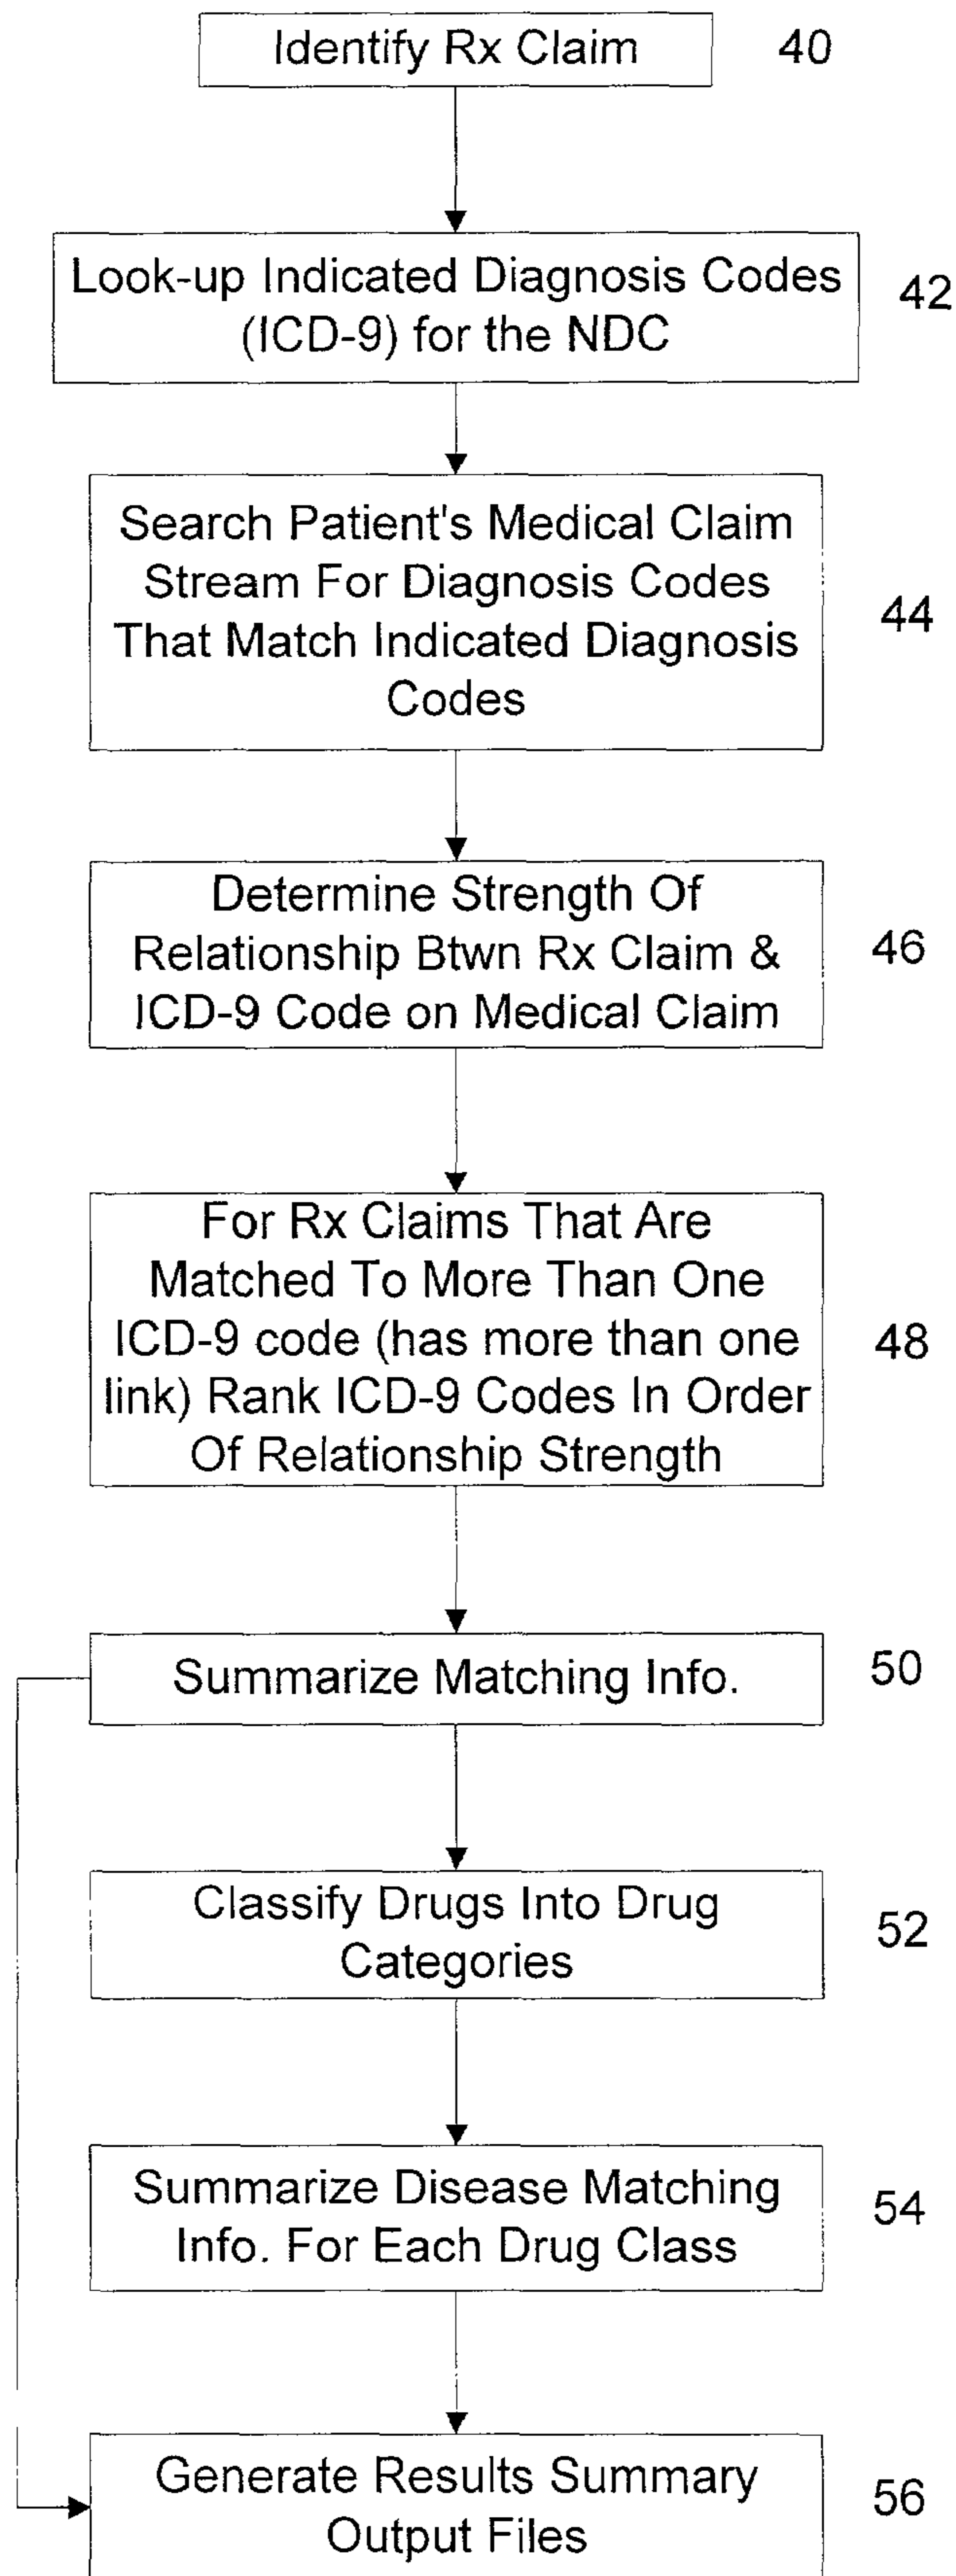 Identify Rx Claim
40
Look-up Indicated Diagnosis Codes
(ICD-9) for the NDC
42
Search Patient's Medical Claim
Stream For Diagnosis Codes
That Match Indicated Diagnosis
Codes
44
Determine Strength Of
Relationship Btwn Rx Claim &
ICD-9 Code on Medical Claim
46
For Rx Claims That Are
Matched To More Than One
ICD-9 code (has more than one
link) Rank ICD-9 Codes In Order
Of Relationship Strength
48
Summarize Matching Info.
50
Classify Drugs Into Drug
Categories
52
Summarize Disease Matching
Info. For Each Drug Class
54
Generate Results Summary
Output Files
56